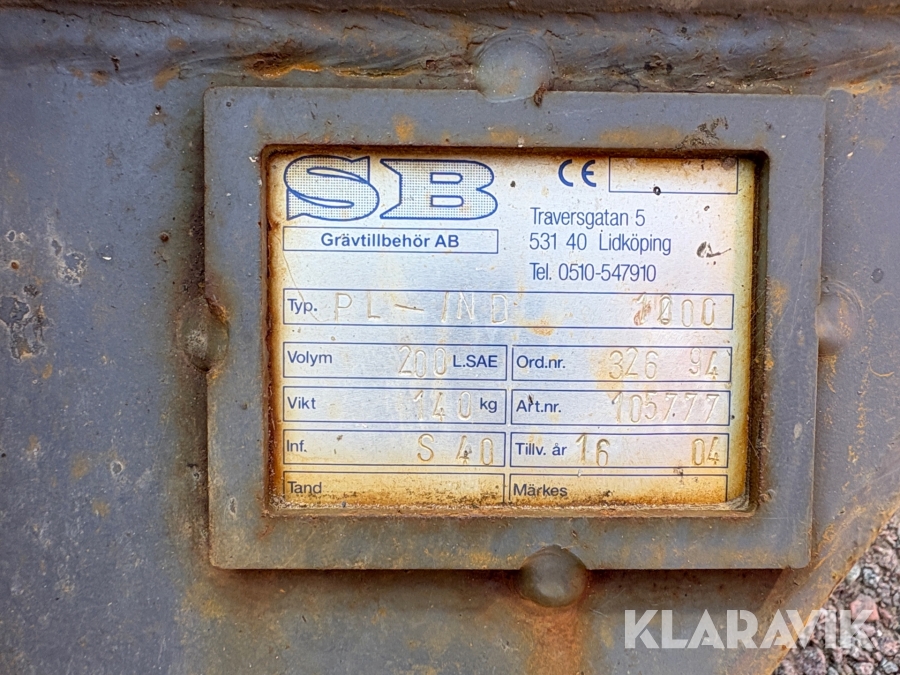 SB
Grävtillbehör AB
CE
Traversgatan 5
531 40 Lidköping
Tel. 0510-547910
Typ. PL-IND 1000
Volym 200 L.SAE
Ord.nr. 326 94
Vikt 140 kg
Art.nr. 105777
Inf. S 40
Tillv. år 16 04
Tand
Märkes
KLARAVIK